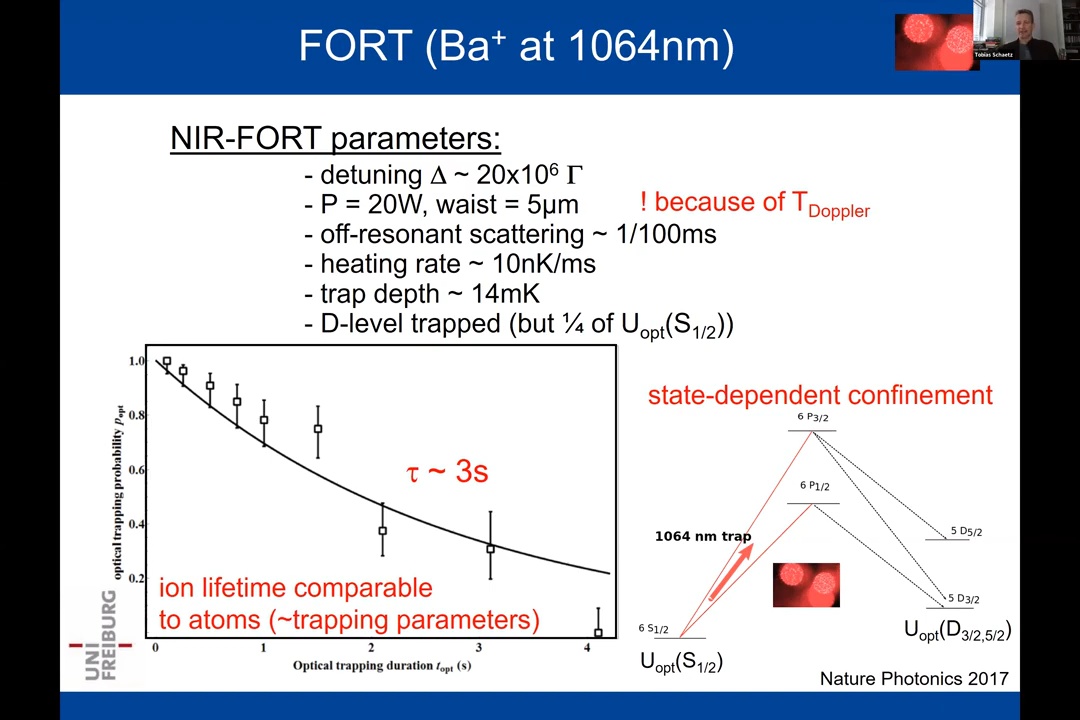 FORT (Ba⁺ at 1064nm)
Tobias Schaetz
NIR-FORT parameters:
- detuning Δ ~ 20x10⁶ Γ
- P = 20W, waist = 5μm
! because of T_Doppler
- off-resonant scattering ~ 1/100ms
- heating rate ~ 10nK/ms
- trap depth ~ 14mK
- D-level trapped (but ¼ of U_opt(S_1/2))
optical trapping probability p_opt
1.0
0.8
0.6
0.4
0.2
τ ~ 3s
ion lifetime comparable
to atoms (~trapping parameters)
0 1 2 3 4
Optical trapping duration t_opt (s)
state-dependent confinement
6 P3/2
6 P1/2
5 D5/2
1064 nm trap
5 D3/2
6 S1/2
U_opt(D_3/2,5/2)
U_opt(S_1/2)
UNI
FREIBURG
Nature Photonics 2017